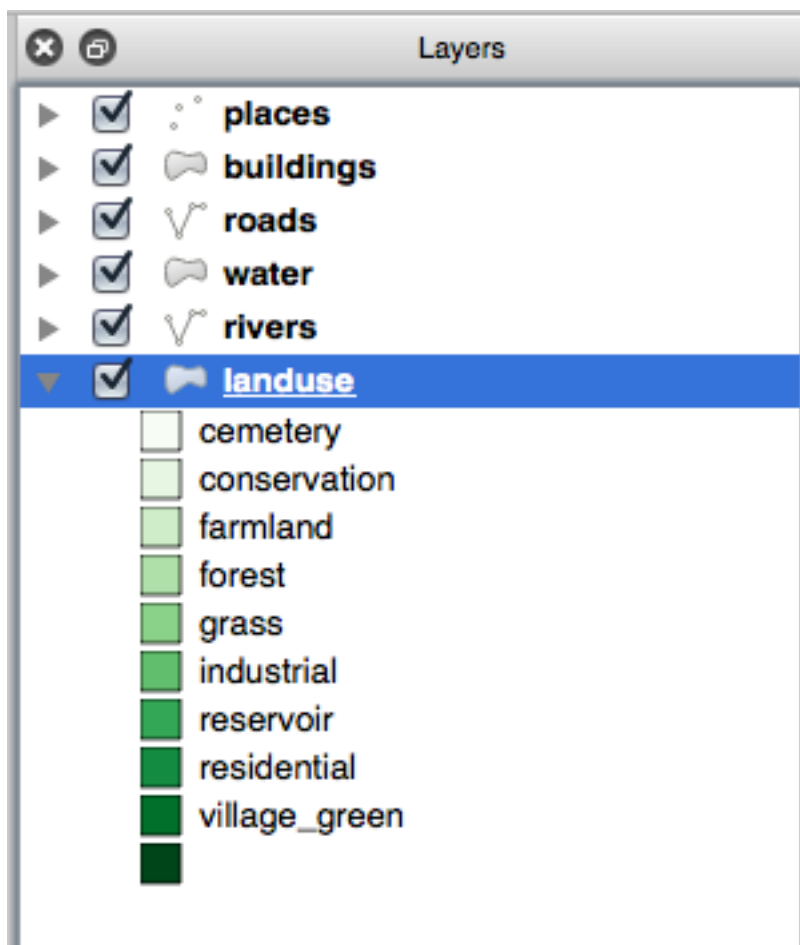 Layers
places
buildings
roads
water
rivers
landuse
cemetery
conservation
farmland
forest
grass
industrial
reservoir
residential
village_green